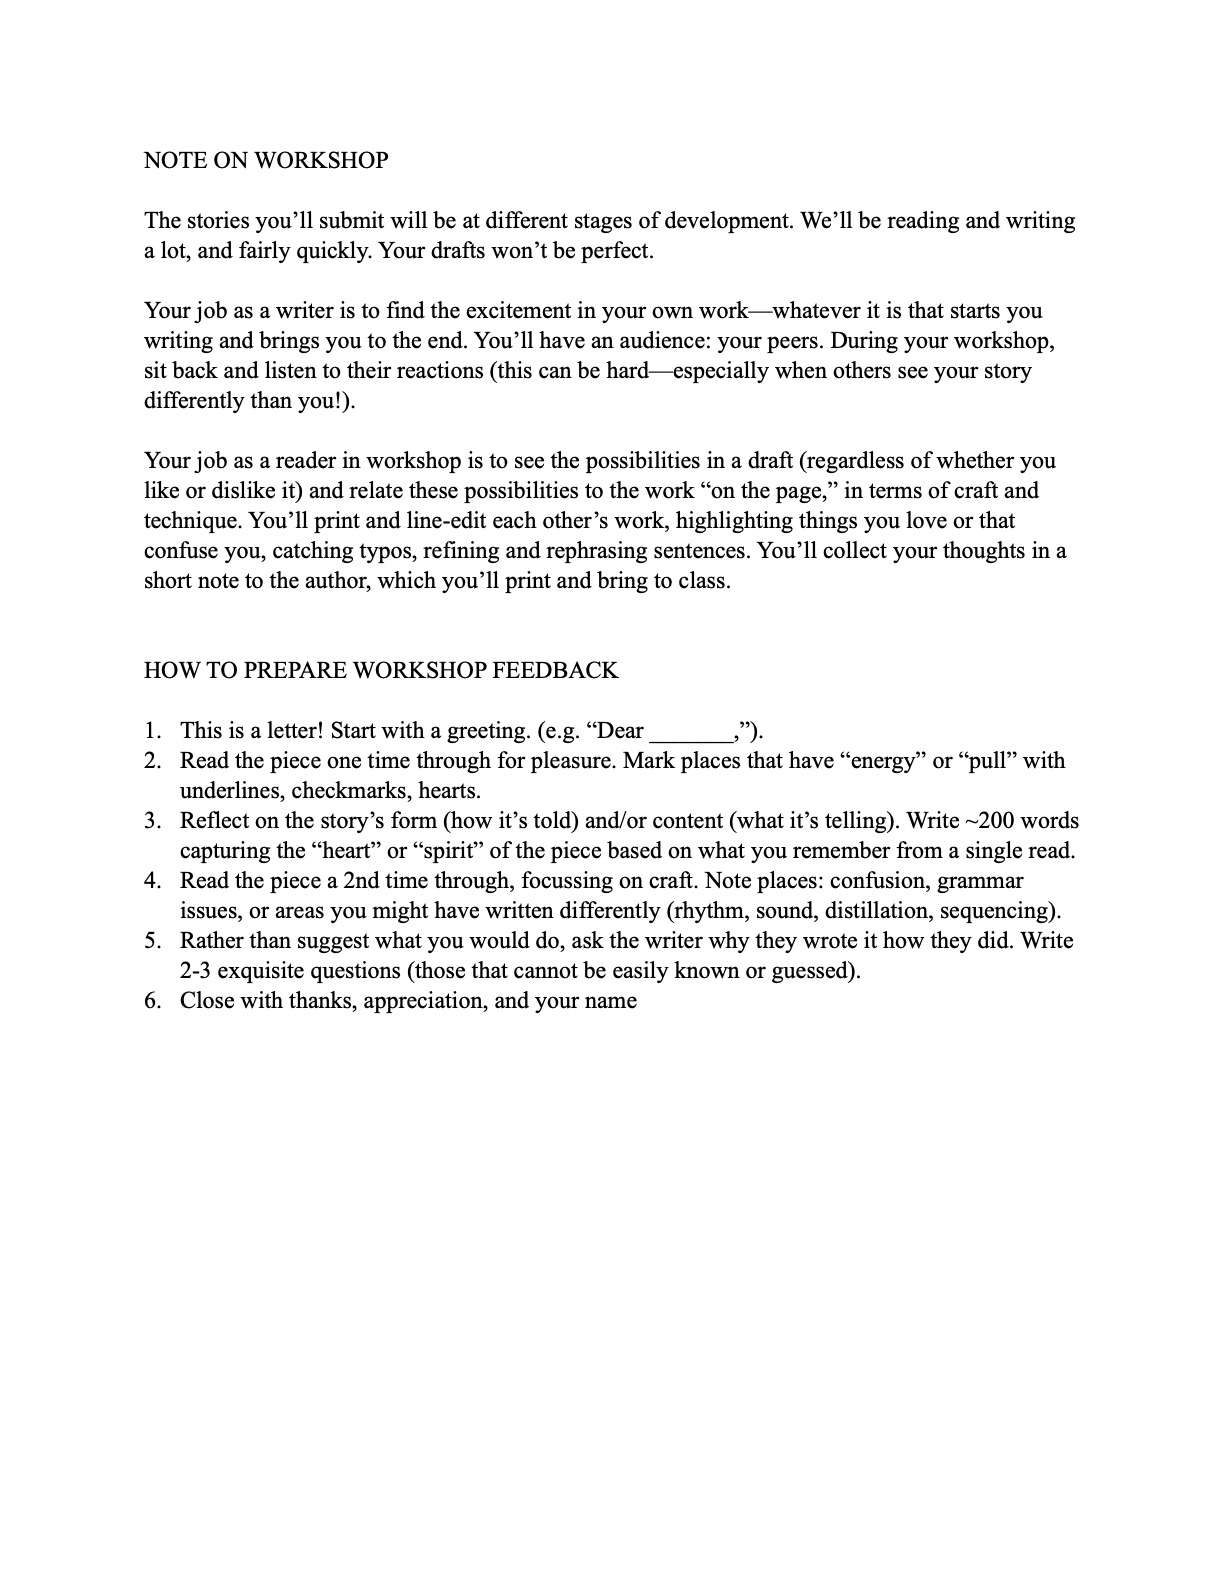 NOTE ON WORKSHOP
The stories you’ll submit will be at different stages of development. We’ll be reading and writing
a lot, and fairly quickly. Your drafts won’t be perfect.
Your job as a writer is to find the excitement in your own work—whatever it is that starts you
writing and brings you to the end. You’ll have an audience: your peers. During your workshop,
sit back and listen to their reactions (this can be hard—especially when others see your story
differently than you!).
Your job as a reader in workshop is to see the possibilities in a draft (regardless of whether you
like or dislike it) and relate these possibilities to the work “on the page,” in terms of craft and
technique. You’ll print and line-edit each other’s work, highlighting things you love or that
confuse you, catching typos, refining and rephrasing sentences. You’ll collect your thoughts in a
short note to the author, which you’ll print and bring to class.
HOW TO PREPARE WORKSHOP FEEDBACK
1. This is a letter! Start with a greeting. (e.g. “Dear _______,”).
2. Read the piece one time through for pleasure. Mark places that have “energy” or “pull” with
underlines, checkmarks, hearts.
3. Reflect on the story’s form (how it’s told) and/or content (what it’s telling). Write ~200 words
capturing the “heart” or “spirit” of the piece based on what you remember from a single read.
4. Read the piece a 2nd time through, focussing on craft. Note places: confusion, grammar
issues, or areas you might have written differently (rhythm, sound, distillation, sequencing).
5. Rather than suggest what you would do, ask the writer why they wrote it how they did. Write
2-3 exquisite questions (those that cannot be easily known or guessed).
6. Close with thanks, appreciation, and your name